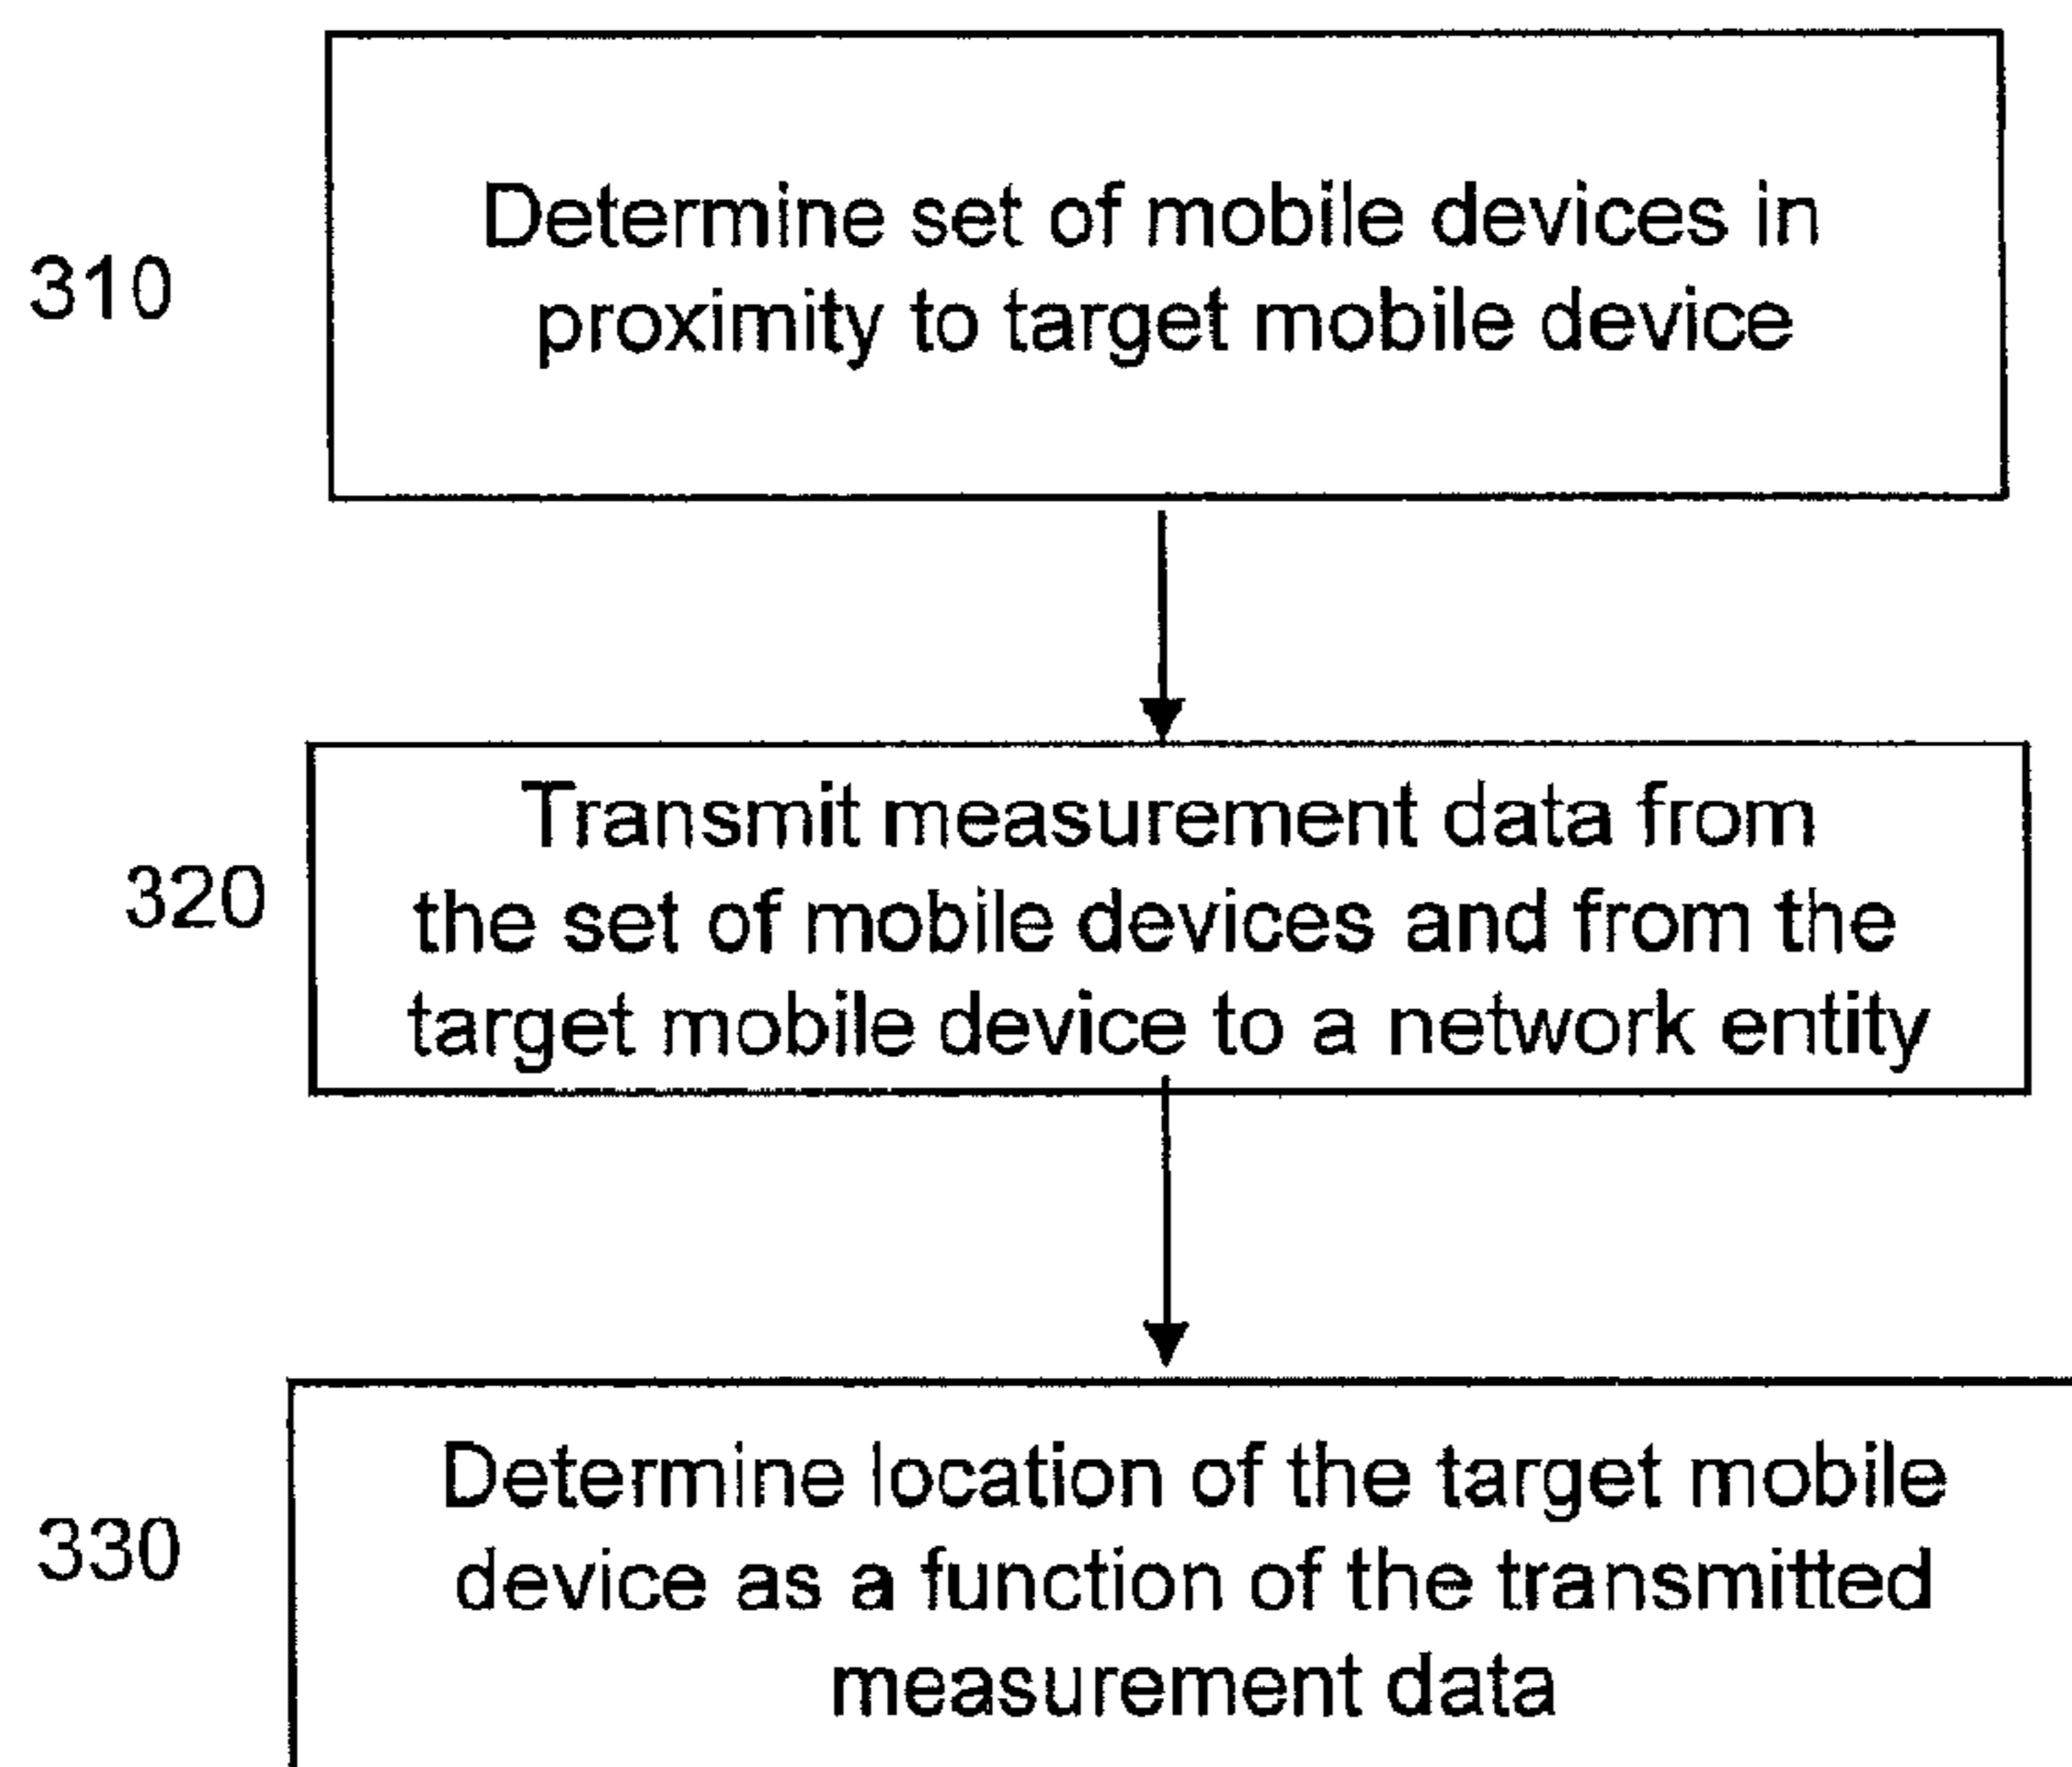 310
Determine set of mobile devices in
proximity to target mobile device
320
Transmit measurement data from
the set of mobile devices and from the
target mobile device to a network entity
330
Determine location of the target mobile
device as a function of the transmitted
measurement data